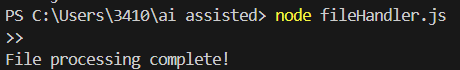 PS C:\Users\3410\ai assisted> node fileHandler.js
>>
File processing complete!